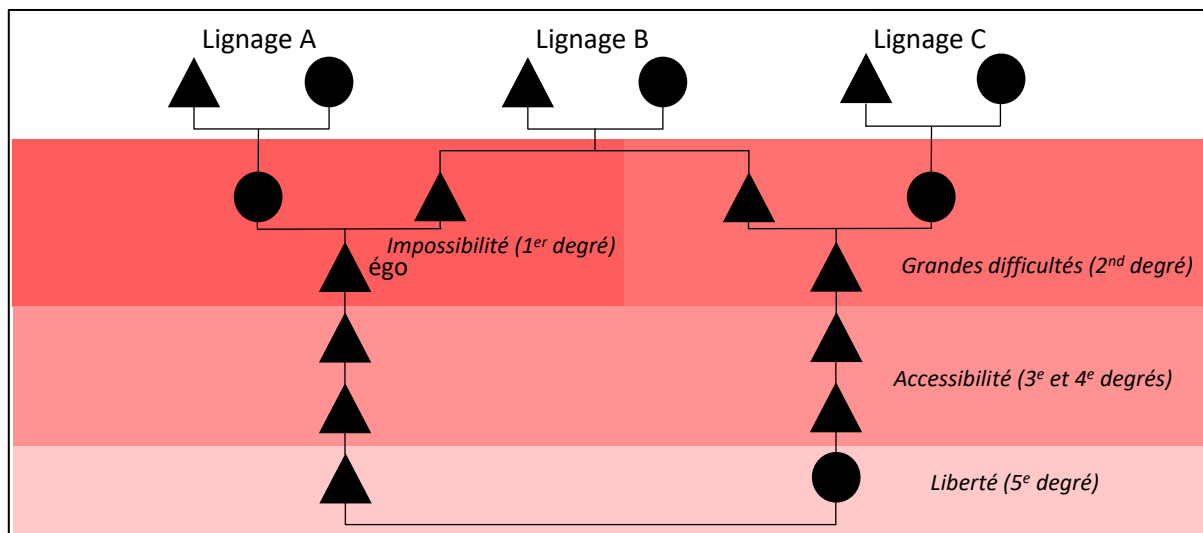 Lignage A
Lignage B
Lignage C
Impossibilité (1er degré)
égo
Grandes difficultés (2nd degré)
Accessibilité (3e et 4e degrés)
Liberté (5e degré)